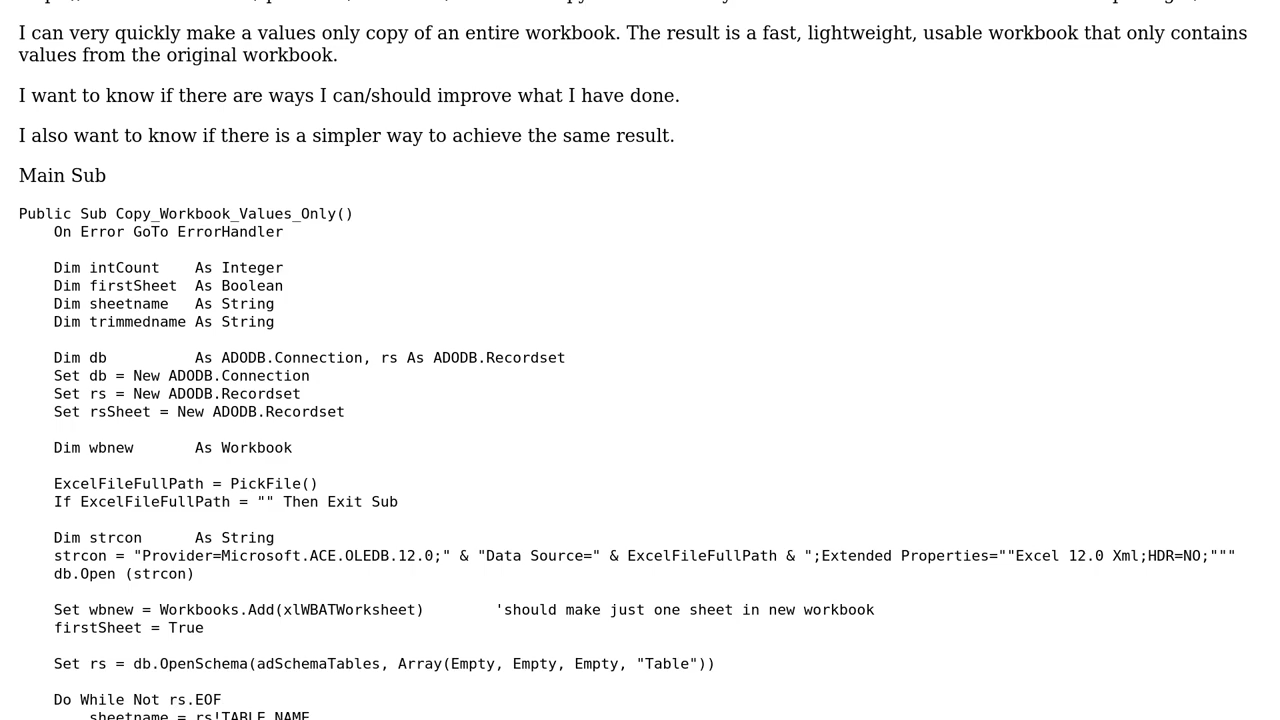 I can very quickly make a values only copy of an entire workbook. The result is a fast, lightweight, usable workbook that only contains
values from the original workbook.
I want to know if there are ways I can/should improve what I have done.
I also want to know if there is a simpler way to achieve the same result.
Main Sub
Public Sub Copy_Workbook_Values_Only()
    On Error GoTo ErrorHandler
    Dim intCount    As Integer
    Dim firstSheet  As Boolean
    Dim sheetname   As String
    Dim trimmedname As String
    Dim db          As ADODB.Connection, rs As ADODB.Recordset
    Set db = New ADODB.Connection
    Set rs = New ADODB.Recordset
    Set rsSheet = New ADODB.Recordset
    Dim wbnew       As Workbook
    ExcelFileFullPath = PickFile()
    If ExcelFileFullPath = "" Then Exit Sub
    Dim strcon      As String
    strcon = "Provider=Microsoft.ACE.OLEDB.12.0;" & "Data Source=" & ExcelFileFullPath & ";Extended Properties=""Excel 12.0 Xml;HDR=NO;"""
    db.Open (strcon)
    Set wbnew = Workbooks.Add(xlWBATWorksheet)        'should make just one sheet in new workbook
    firstSheet = True
    Set rs = db.OpenSchema(adSchemaTables, Array(Empty, Empty, Empty, "Table"))
    Do While Not rs.EOF
        sheetname = rs!TABLE_NAME